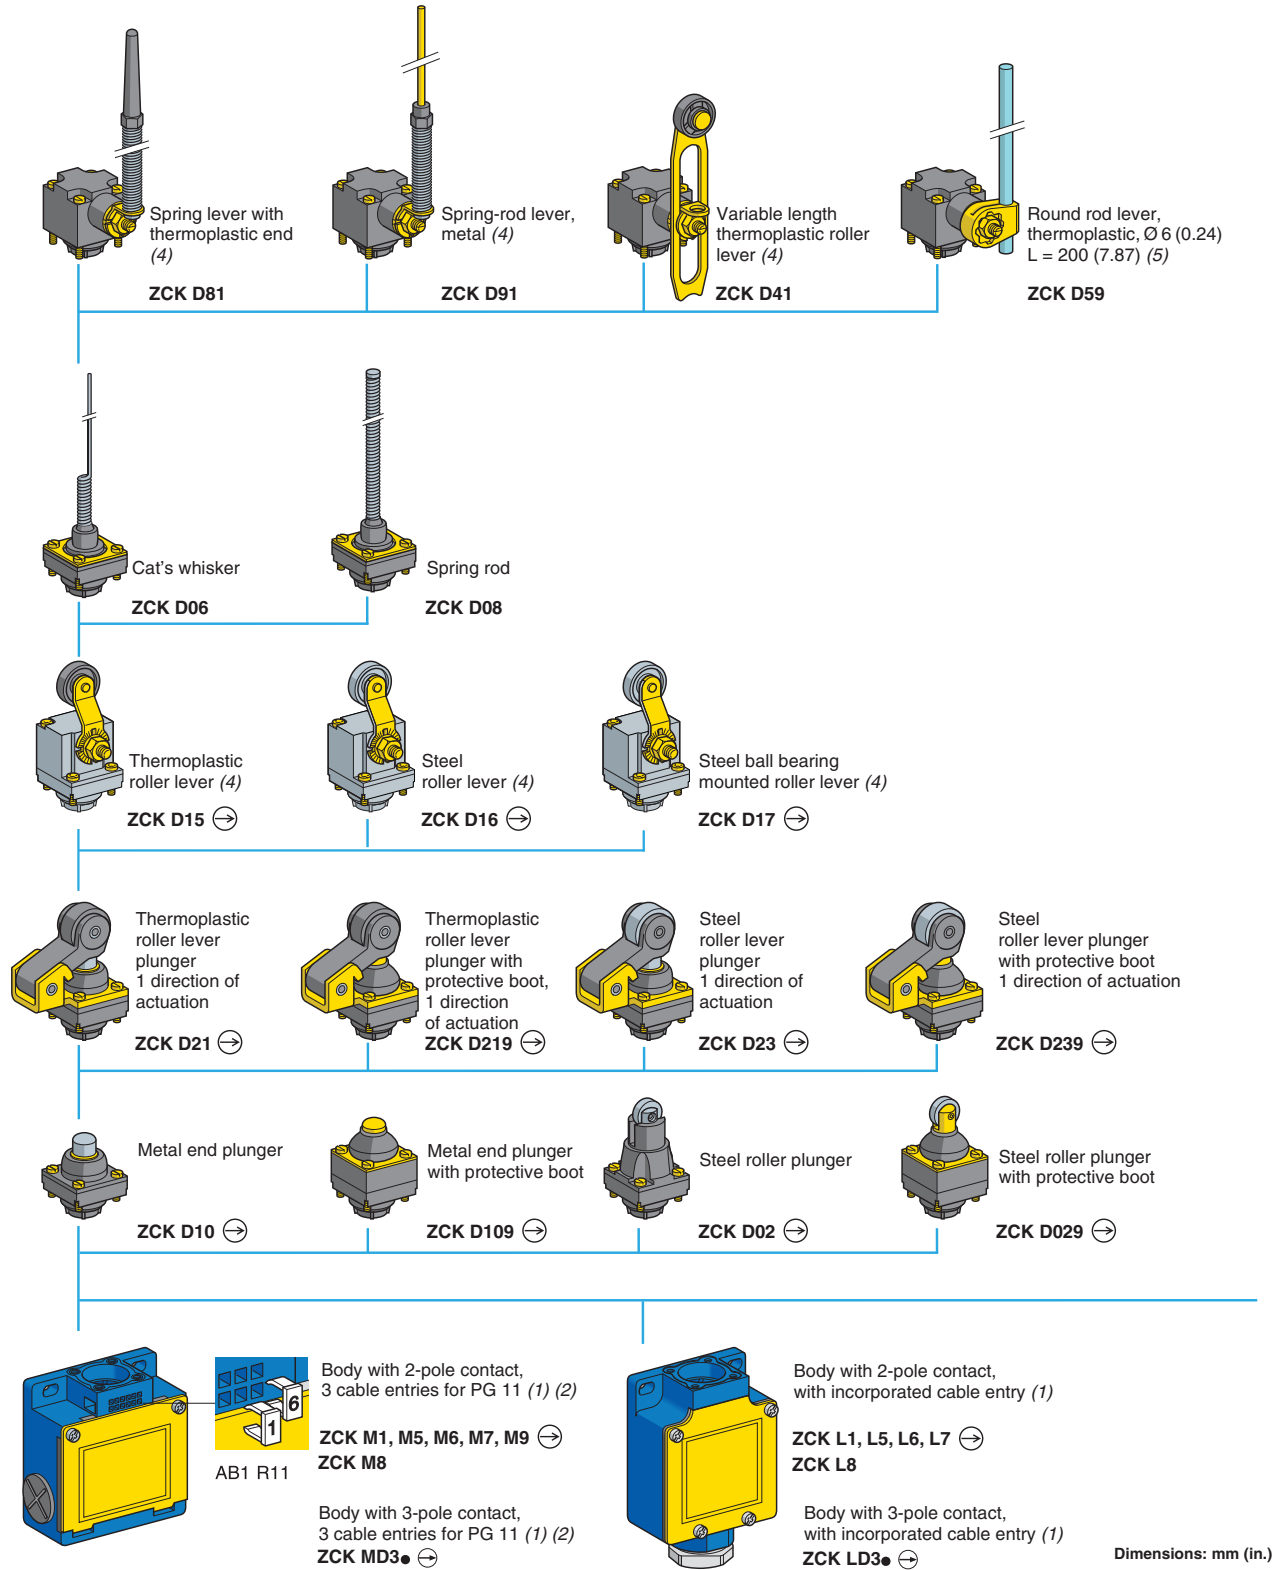 Spring lever with
thermoplastic end
(4)
ZCK D81
Spring-rod lever,
metal (4)
ZCK D91
Variable length
thermoplastic roller
lever (4)
ZCK D41
Round rod lever,
thermoplastic, Ø 6 (0.24)
L = 200 (7.87) (5)
ZCK D59
Cat's whisker
ZCK D06
Spring rod
ZCK D08
Thermoplastic
roller lever (4)
ZCK D15
Steel
roller lever (4)
ZCK D16
Steel ball bearing
mounted roller lever (4)
ZCK D17
Thermoplastic
roller lever
plunger
1 direction of
actuation
ZCK D21
Thermoplastic
roller lever
plunger with
protective boot,
1 direction
of actuation
ZCK D219
Steel
roller lever
plunger
1 direction of
actuation
ZCK D23
Steel
roller lever plunger
with protective boot
1 direction of actuation
ZCK D239
Metal end plunger
ZCK D10
Metal end plunger
with protective boot
ZCK D109
Steel roller plunger
ZCK D02
Steel roller plunger
with protective boot
ZCK D029
6
1
AB1 R11
Body with 2-pole contact,
3 cable entries for PG 11 (1) (2)
ZCK M1, M5, M6, M7, M9
ZCK M8
Body with 3-pole contact,
3 cable entries for PG 11 (1) (2)
ZCK MD3●
Body with 2-pole contact,
with incorporated cable entry (1)
ZCK L1, L5, L6, L7
ZCK L8
Body with 3-pole contact,
with incorporated cable entry (1)
ZCK LD3●
Dimensions: mm (in.)